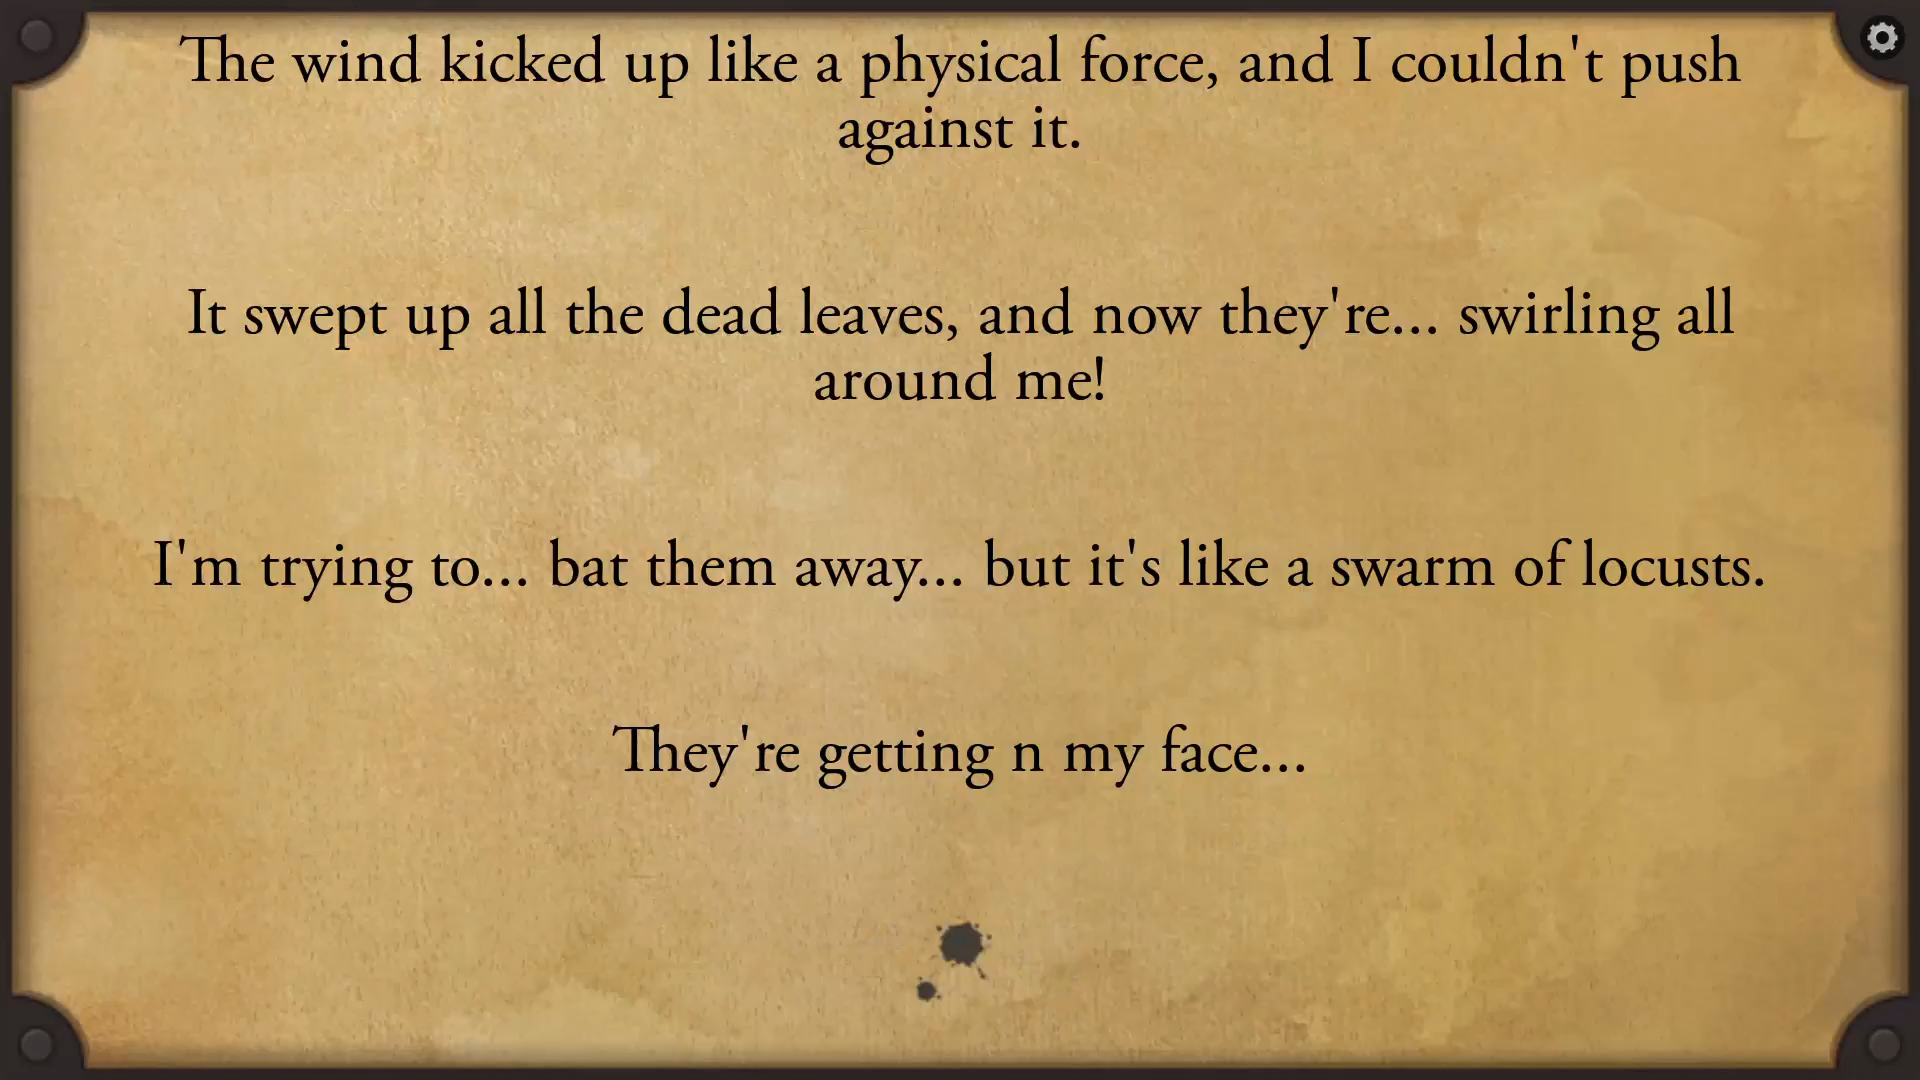 The wind kicked up like a physical force, and I couldn't push
against it.
It swept up all the dead leaves, and now they're... swirling all
around me!
I'm trying to... bat them away... but it's like a swarm of locusts.
They're getting n my face...